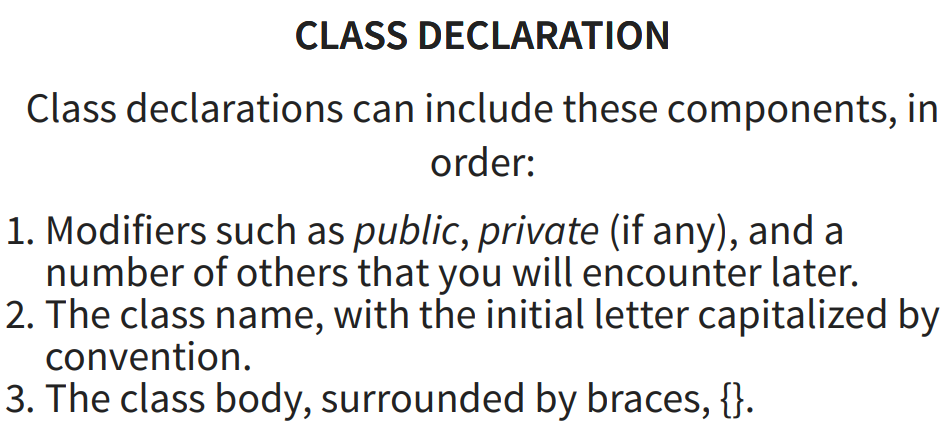 CLASS DECLARATION
Class declarations can include these components, in
order:
1. Modifiers such as public, private (if any), and a
number of others that you will encounter later.
2. The class name, with the initial letter capitalized by
convention.
3. The class body, surrounded by braces, {}.